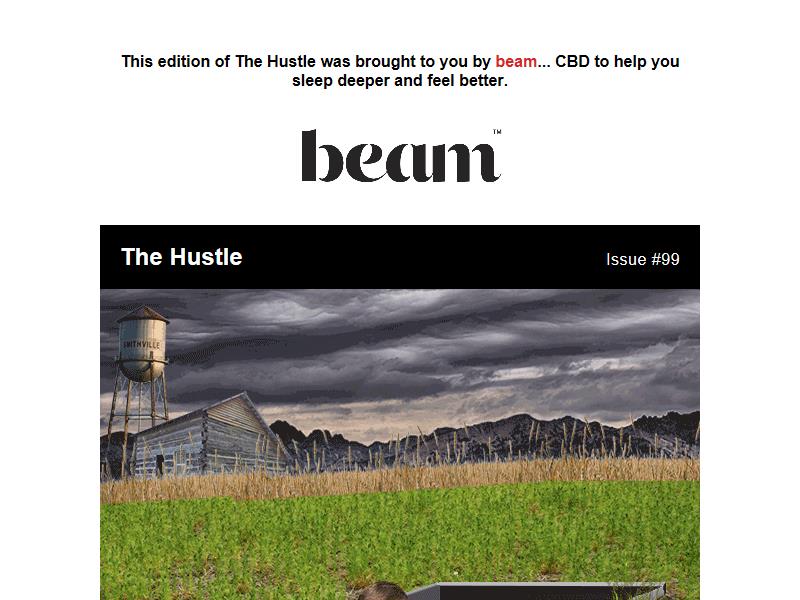 This edition of The Hustle was brought to you by beam... CBD to help you
sleep deeper and feel better.
beam™
The Hustle
Issue #99
SMITHVILLE